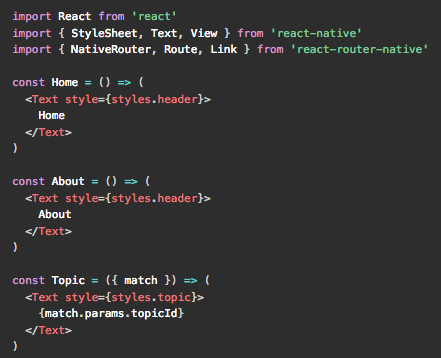 import React from 'react'
import { StyleSheet, Text, View } from 'react-native'
import { NativeRouter, Route, Link } from 'react-router-native'

const Home = () => (
  <Text style={styles.header}>
    Home
  </Text>
)

const About = () => (
  <Text style={styles.header}>
    About
  </Text>
)

const Topic = ({ match }) => (
  <Text style={styles.topic}>
    {match.params.topicId}
  </Text>
)